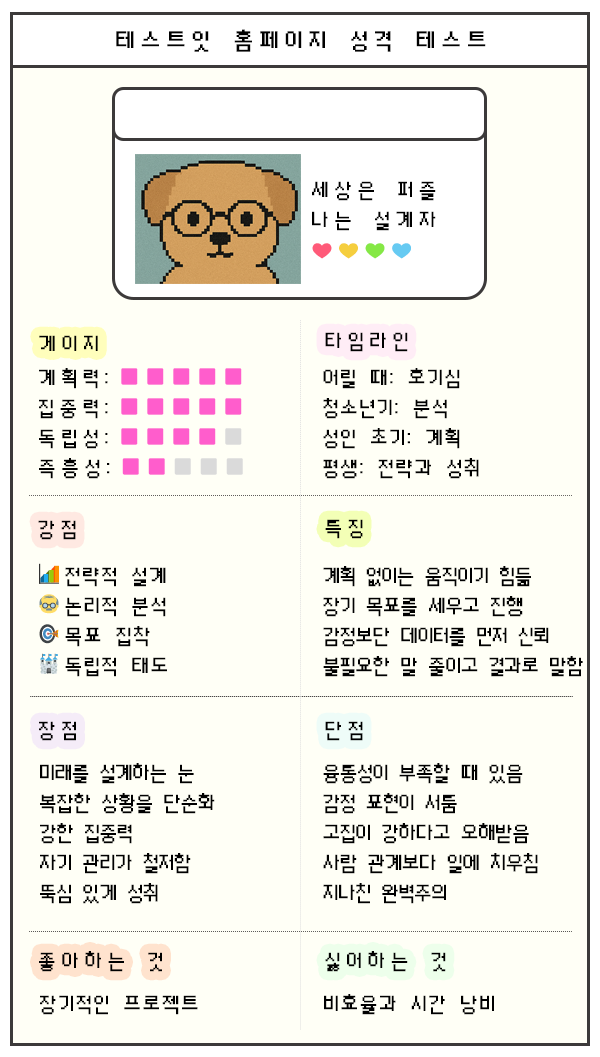 테스트잇 홈페이지 성격 테스트
세상은 퍼즐
나는 설계자
게이지
계획력:
집중력:
독립성:
즉흥성:
타임라인
어릴 때: 호기심
청소년기: 분석
성인 초기: 계획
평생: 전략과 성취
강점
전략적 설계
논리적 분석
목표 집착
독립적 태도
특징
계획 없이는 움직이기 힘듦
장기 목표를 세우고 진행
감정보단 데이터를 먼저 신뢰
불필요한 말 줄이고 결과로 말함
장점
미래를 설계하는 눈
복잡한 상황을 단순화
강한 집중력
자기 관리가 철저함
뚝심 있게 성취
단점
융통성이 부족할 때 있음
감정 표현이 서툼
고집이 강하다고 오해받음
사람 관계보다 일에 치우침
지나친 완벽주의
좋아하는 것
장기적인 프로젝트
싫어하는 것
비효율과 시간 낭비